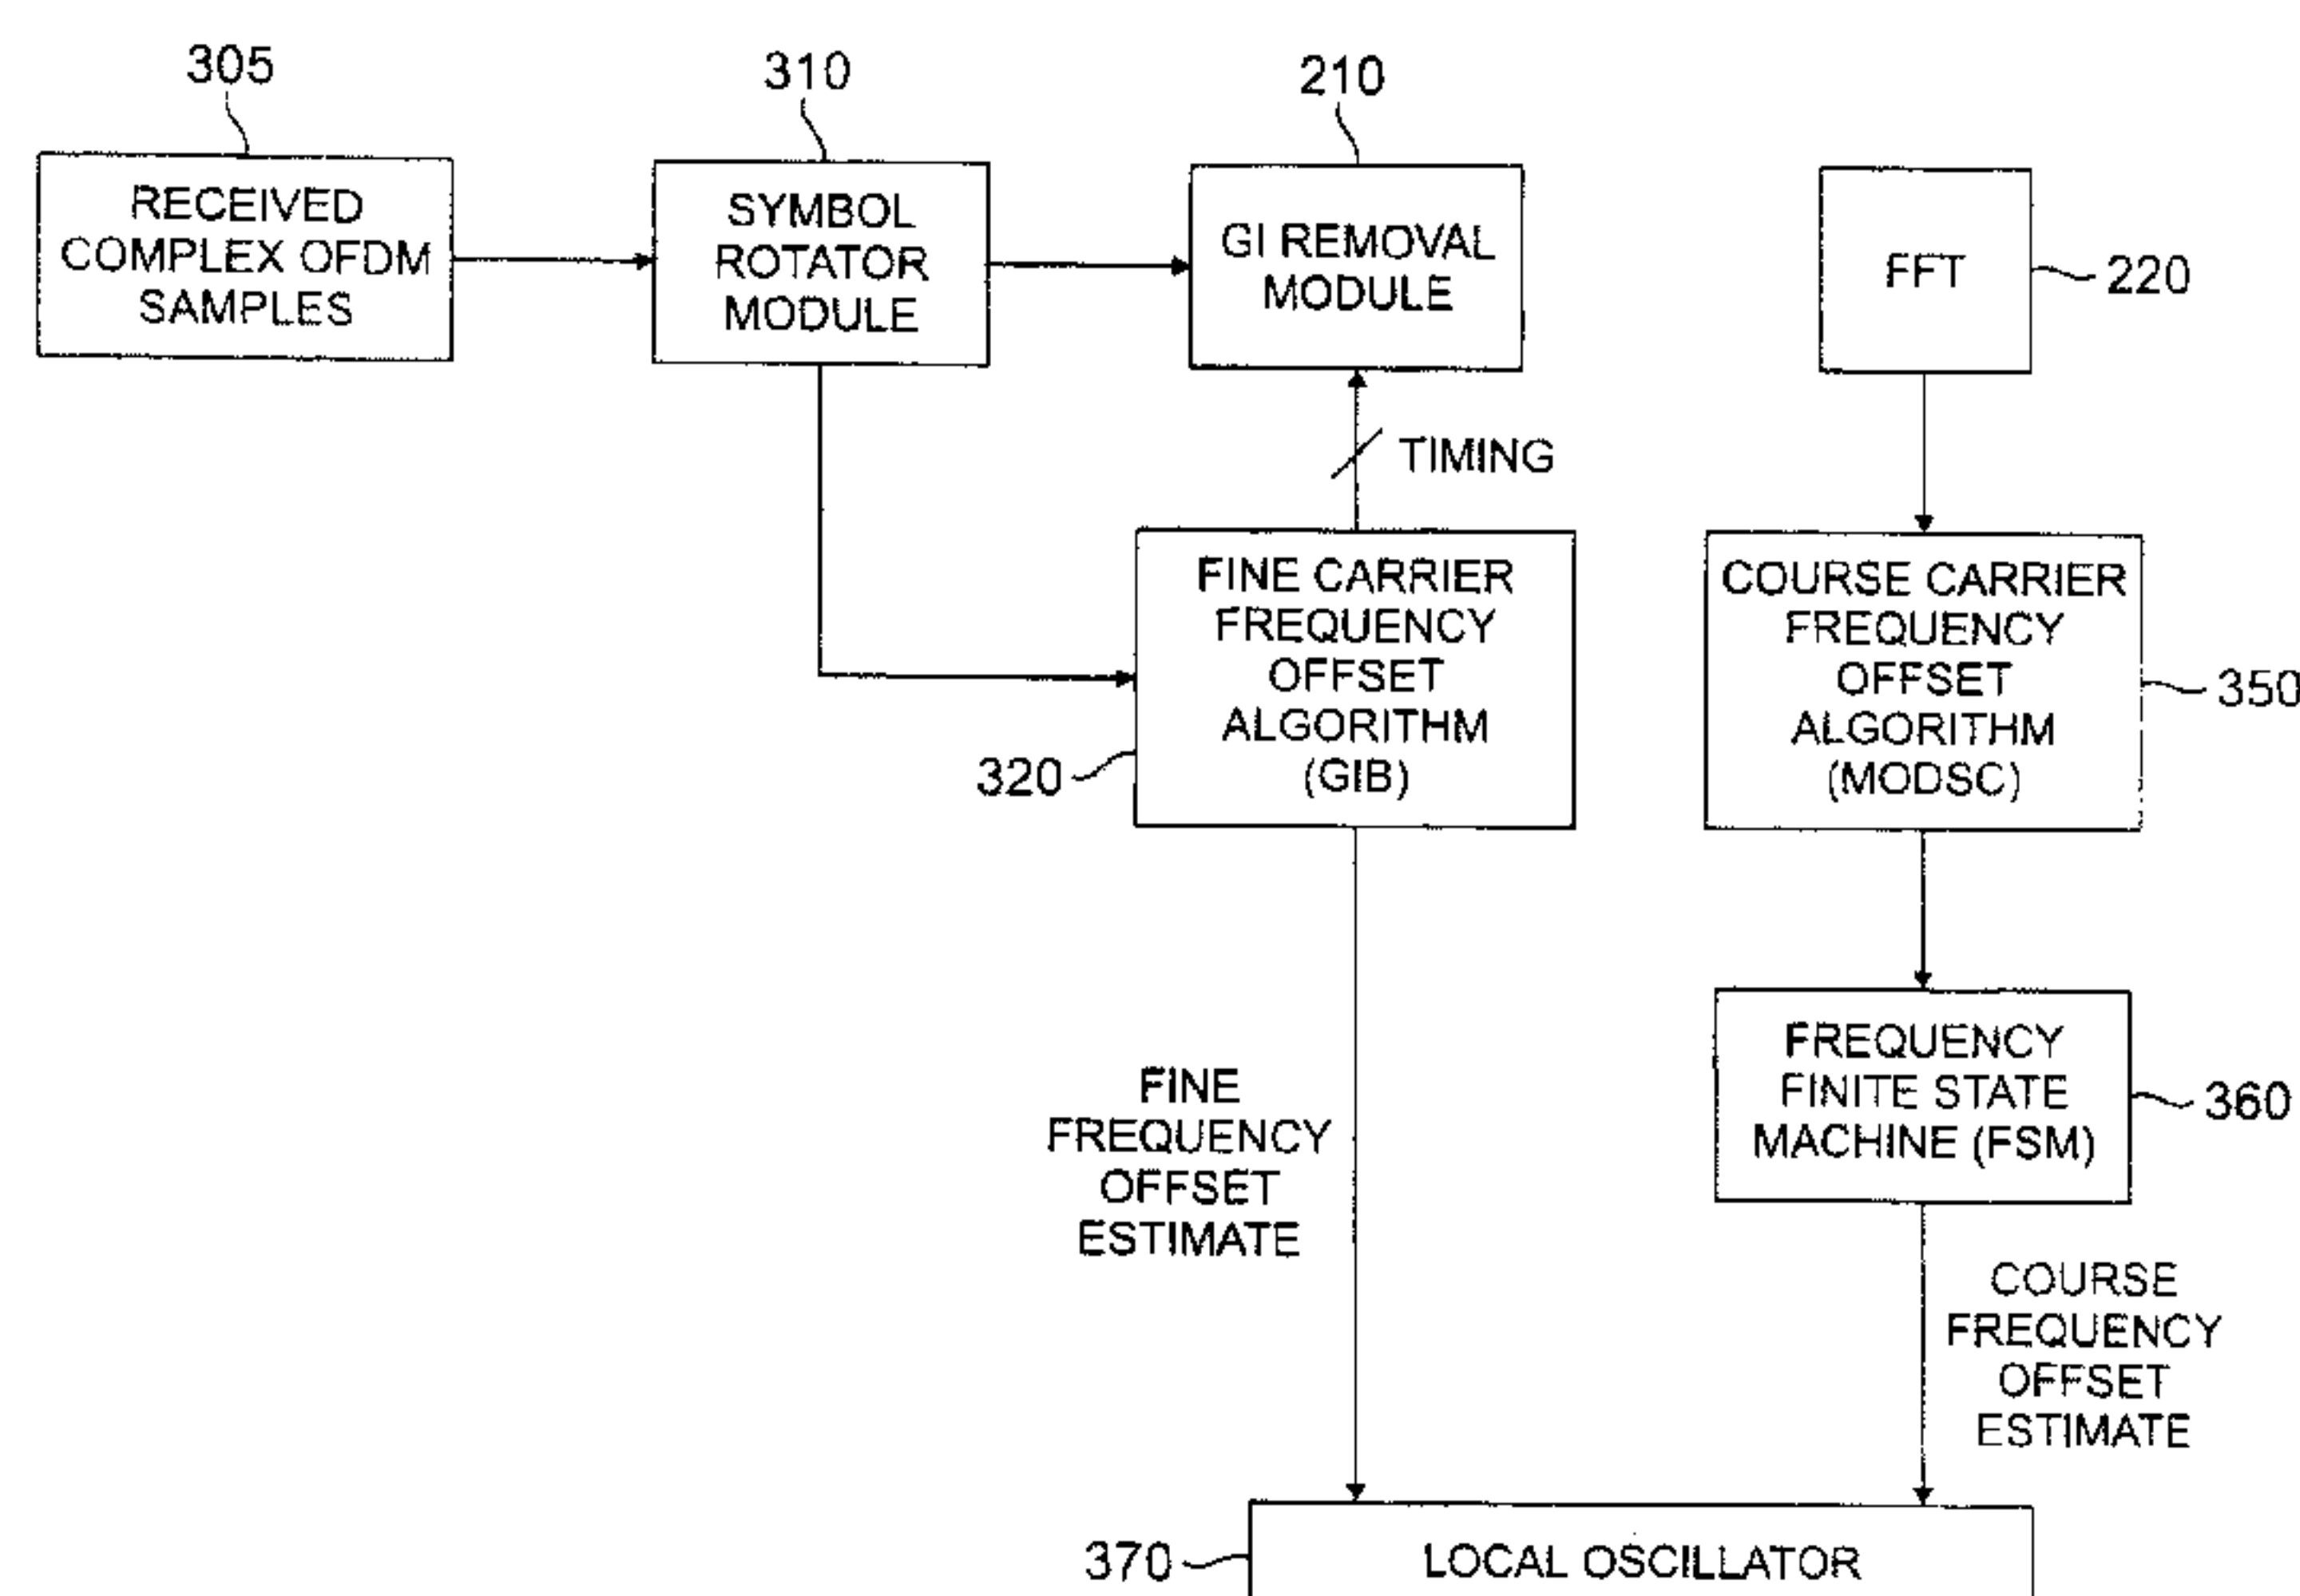 305
310
210
RECEIVED
COMPLEX OFDM
SAMPLES
SYMBOL
ROTATOR
MODULE
GI REMOVAL
MODULE
FFT
220
TIMING
FINE CARRIER
FREQUENCY
OFFSET
ALGORITHM
(GIB)
320
COURSE CARRIER
FREQUENCY
OFFSET
ALGORITHM
(MODSC)
350
FREQUENCY
FINITE STATE
MACHINE (FSM)
360
FINE
FREQUENCY
OFFSET
ESTIMATE
COURSE
FREQUENCY
OFFSET
ESTIMATE
370
LOCAL OSCILLATOR